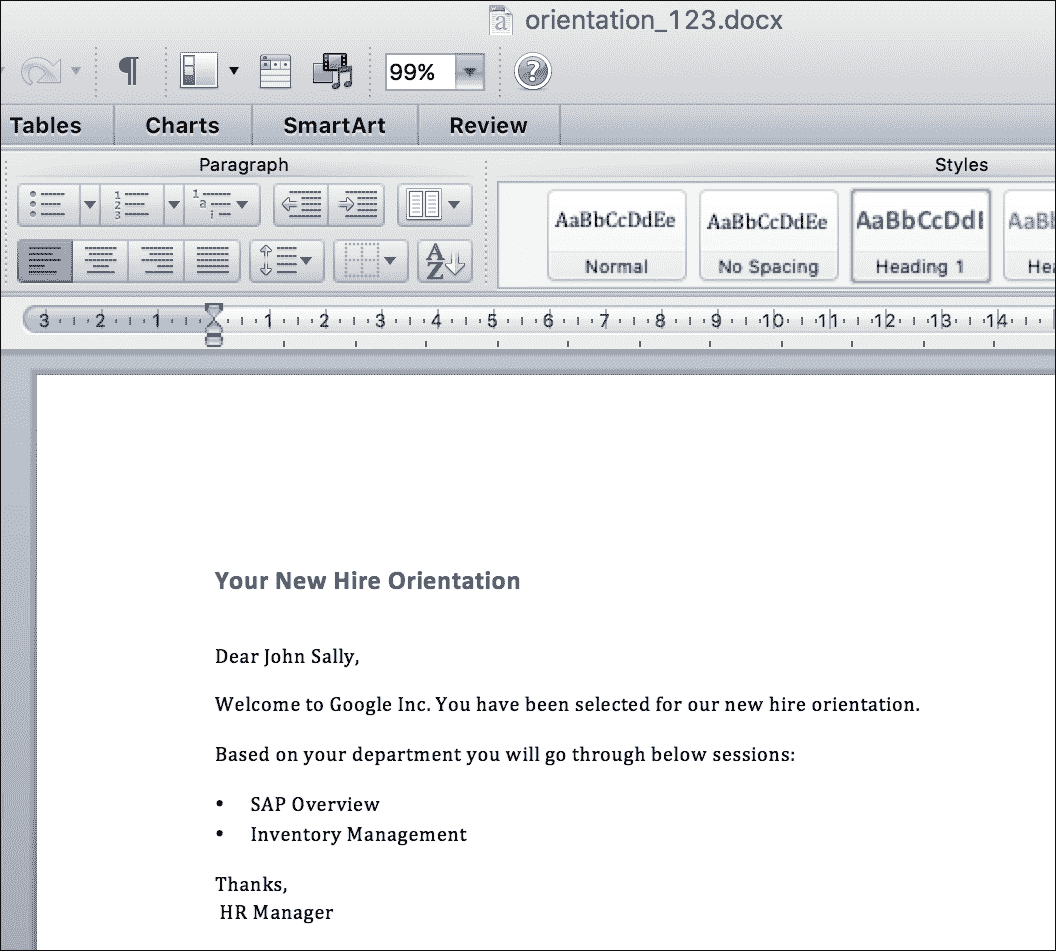 orientation_123.docx
99%
Tables Charts SmartArt Review
Paragraph Styles
AaBbCcDdEe AaBbCcDdEe AaBbCcDdE AaBb
Normal No Spacing Heading 1 Hea
3 2 1 1 2 3 4 5 6 7 8 9 10 11 12 13 14
Your New Hire Orientation
Dear John Sally,
Welcome to Google Inc. You have been selected for our new hire orientation.
Based on your department you will go through below sessions:
• SAP Overview
• Inventory Management
Thanks,
HR Manager